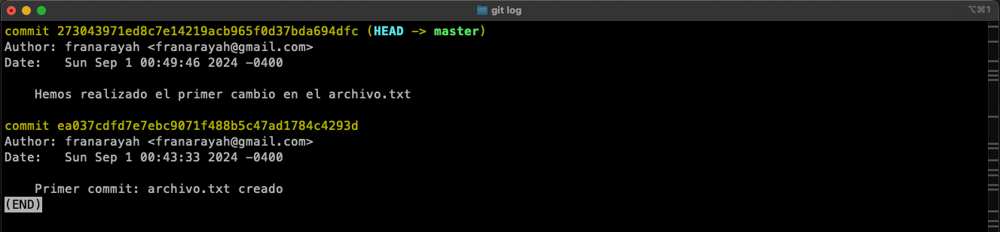 git log
⌥⌘1
commit 273043971ed8c7e14219acb965f0d37bda694dfc (HEAD -> master)
Author: franarayah <franarayah@gmail.com>
Date:   Sun Sep 1 00:49:46 2024 -0400
    Hemos realizado el primer cambio en el archivo.txt
commit ea037cdfd7e7ebc9071f488b5c47ad1784c4293d
Author: franarayah <franarayah@gmail.com>
Date:   Sun Sep 1 00:43:33 2024 -0400
    Primer commit: archivo.txt creado
(END)